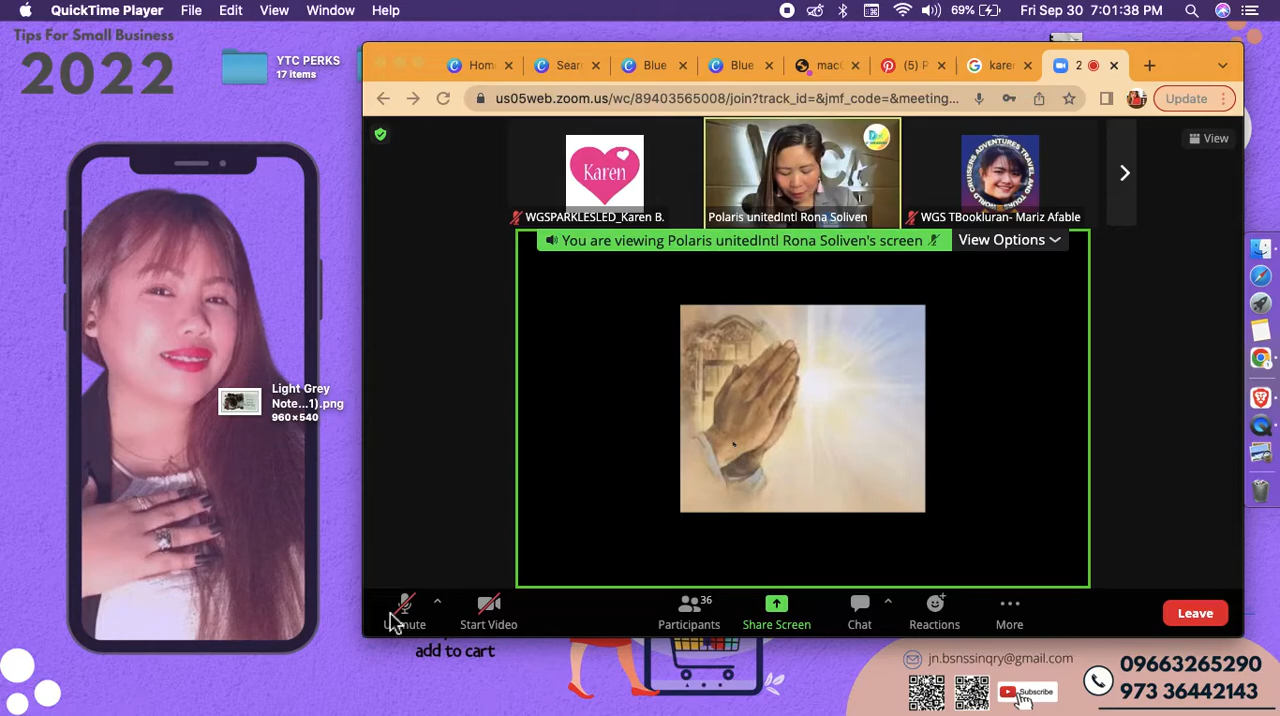 QuickTime Player File Edit View Window Help 69% Fri Sep 30 7:01:38 PM
Tips For Small Business
2022
YTC PERKS
17 items
Light Grey
Note...1).png
960×540
Hom
Sear
Blue
Blue
mac
(5) P
karer
2
us05web.zoom.us/wc/89403565008/join?track_id=&jmf_code=&meeting...
Update
View
Karen
WGSPARKLESLED_Karen B.
Polaris unitedIntl Rona Soliven
WGS TBookluran- Mariz Afable
You are viewing Polaris unitedIntl Rona Soliven's screen
View Options
Start Video
Participants
36
Share Screen
Chat
Reactions
More
Leave
add to cart
jn.bsnssinqry@gmail.com
Subscribe
09663265290
973 36442143